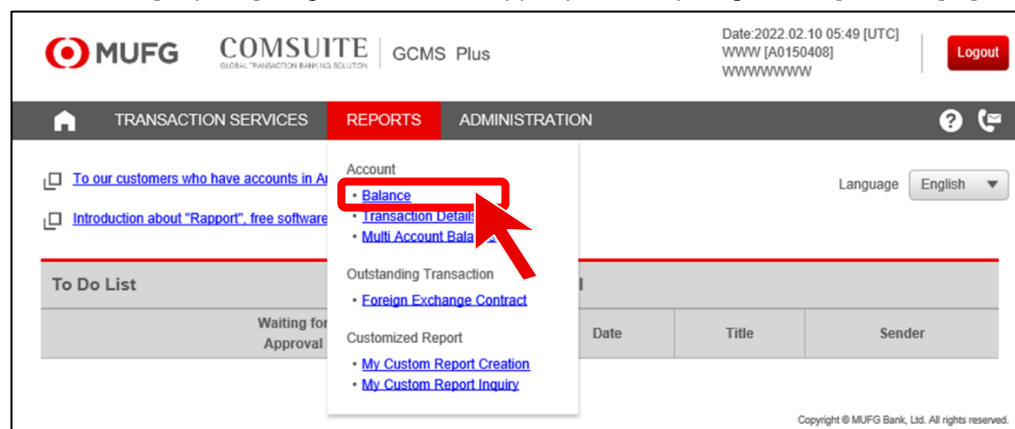 MUFG
COMSUITE GCMS Plus
GLOBAL TRANSACTION BANKING SOLUTION
Date:2022.02.10 05:49 [UTC]
WWW [A0150408]
WWWWWWW
Logout
TRANSACTION SERVICES REPORTS ADMINISTRATION
?
To our customers who have accounts in
Introduction about "Rapport", free software
Language English
Account
• Balance
• Transaction Details
• Multi Account
Outstanding Transaction
• Foreign Exchange Contract
Customized Report
• My Custom Report Creation
• My Custom Report Inquiry
To Do List
Waiting for
Approval
Date Title Sender
Copyright © MUFG Bank, Ltd. All rights reserved.